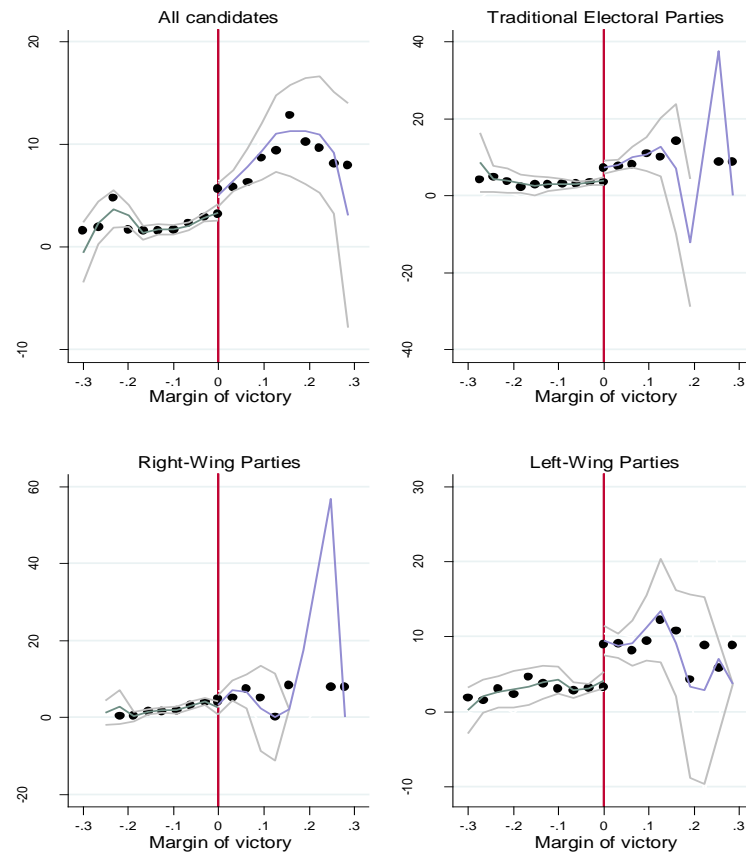 All candidates
20
10
0
-10
-.3 -.2 -.1 0 .1 .2 .3
Margin of victory
Traditional Electoral Parties
40
20
0
-20
-40
-.3 -.2 -.1 0 .1 .2 .3
Margin of victory
Right-Wing Parties
60
40
20
0
-20
-.3 -.2 -.1 0 .1 .2 .3
Margin of victory
Left-Wing Parties
30
20
10
0
-10
-.3 -.2 -.1 0 .1 .2 .3
Margin of victory